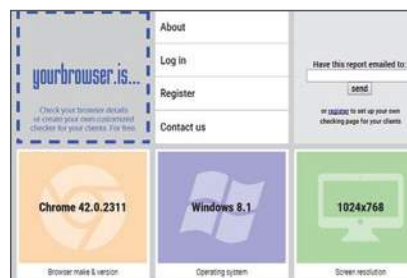 yourbrowser.is...
Check your browser details
or create your own customized
checker for your clients. For free.
About
Log in
Register
Contact us
Have this report emailed to:
send
or register to set up your own
checking page for your clients
Chrome 42.0.2311
Browser make & version
Windows 8.1
Operating system
1024x768
Screen resolution